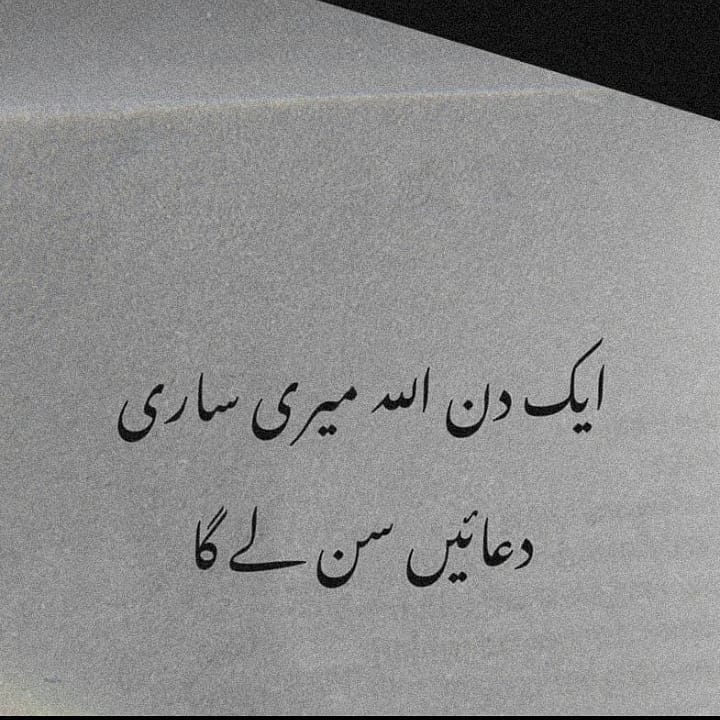 ایک دن اللہ میری ساری
دعائیں سن لے گا